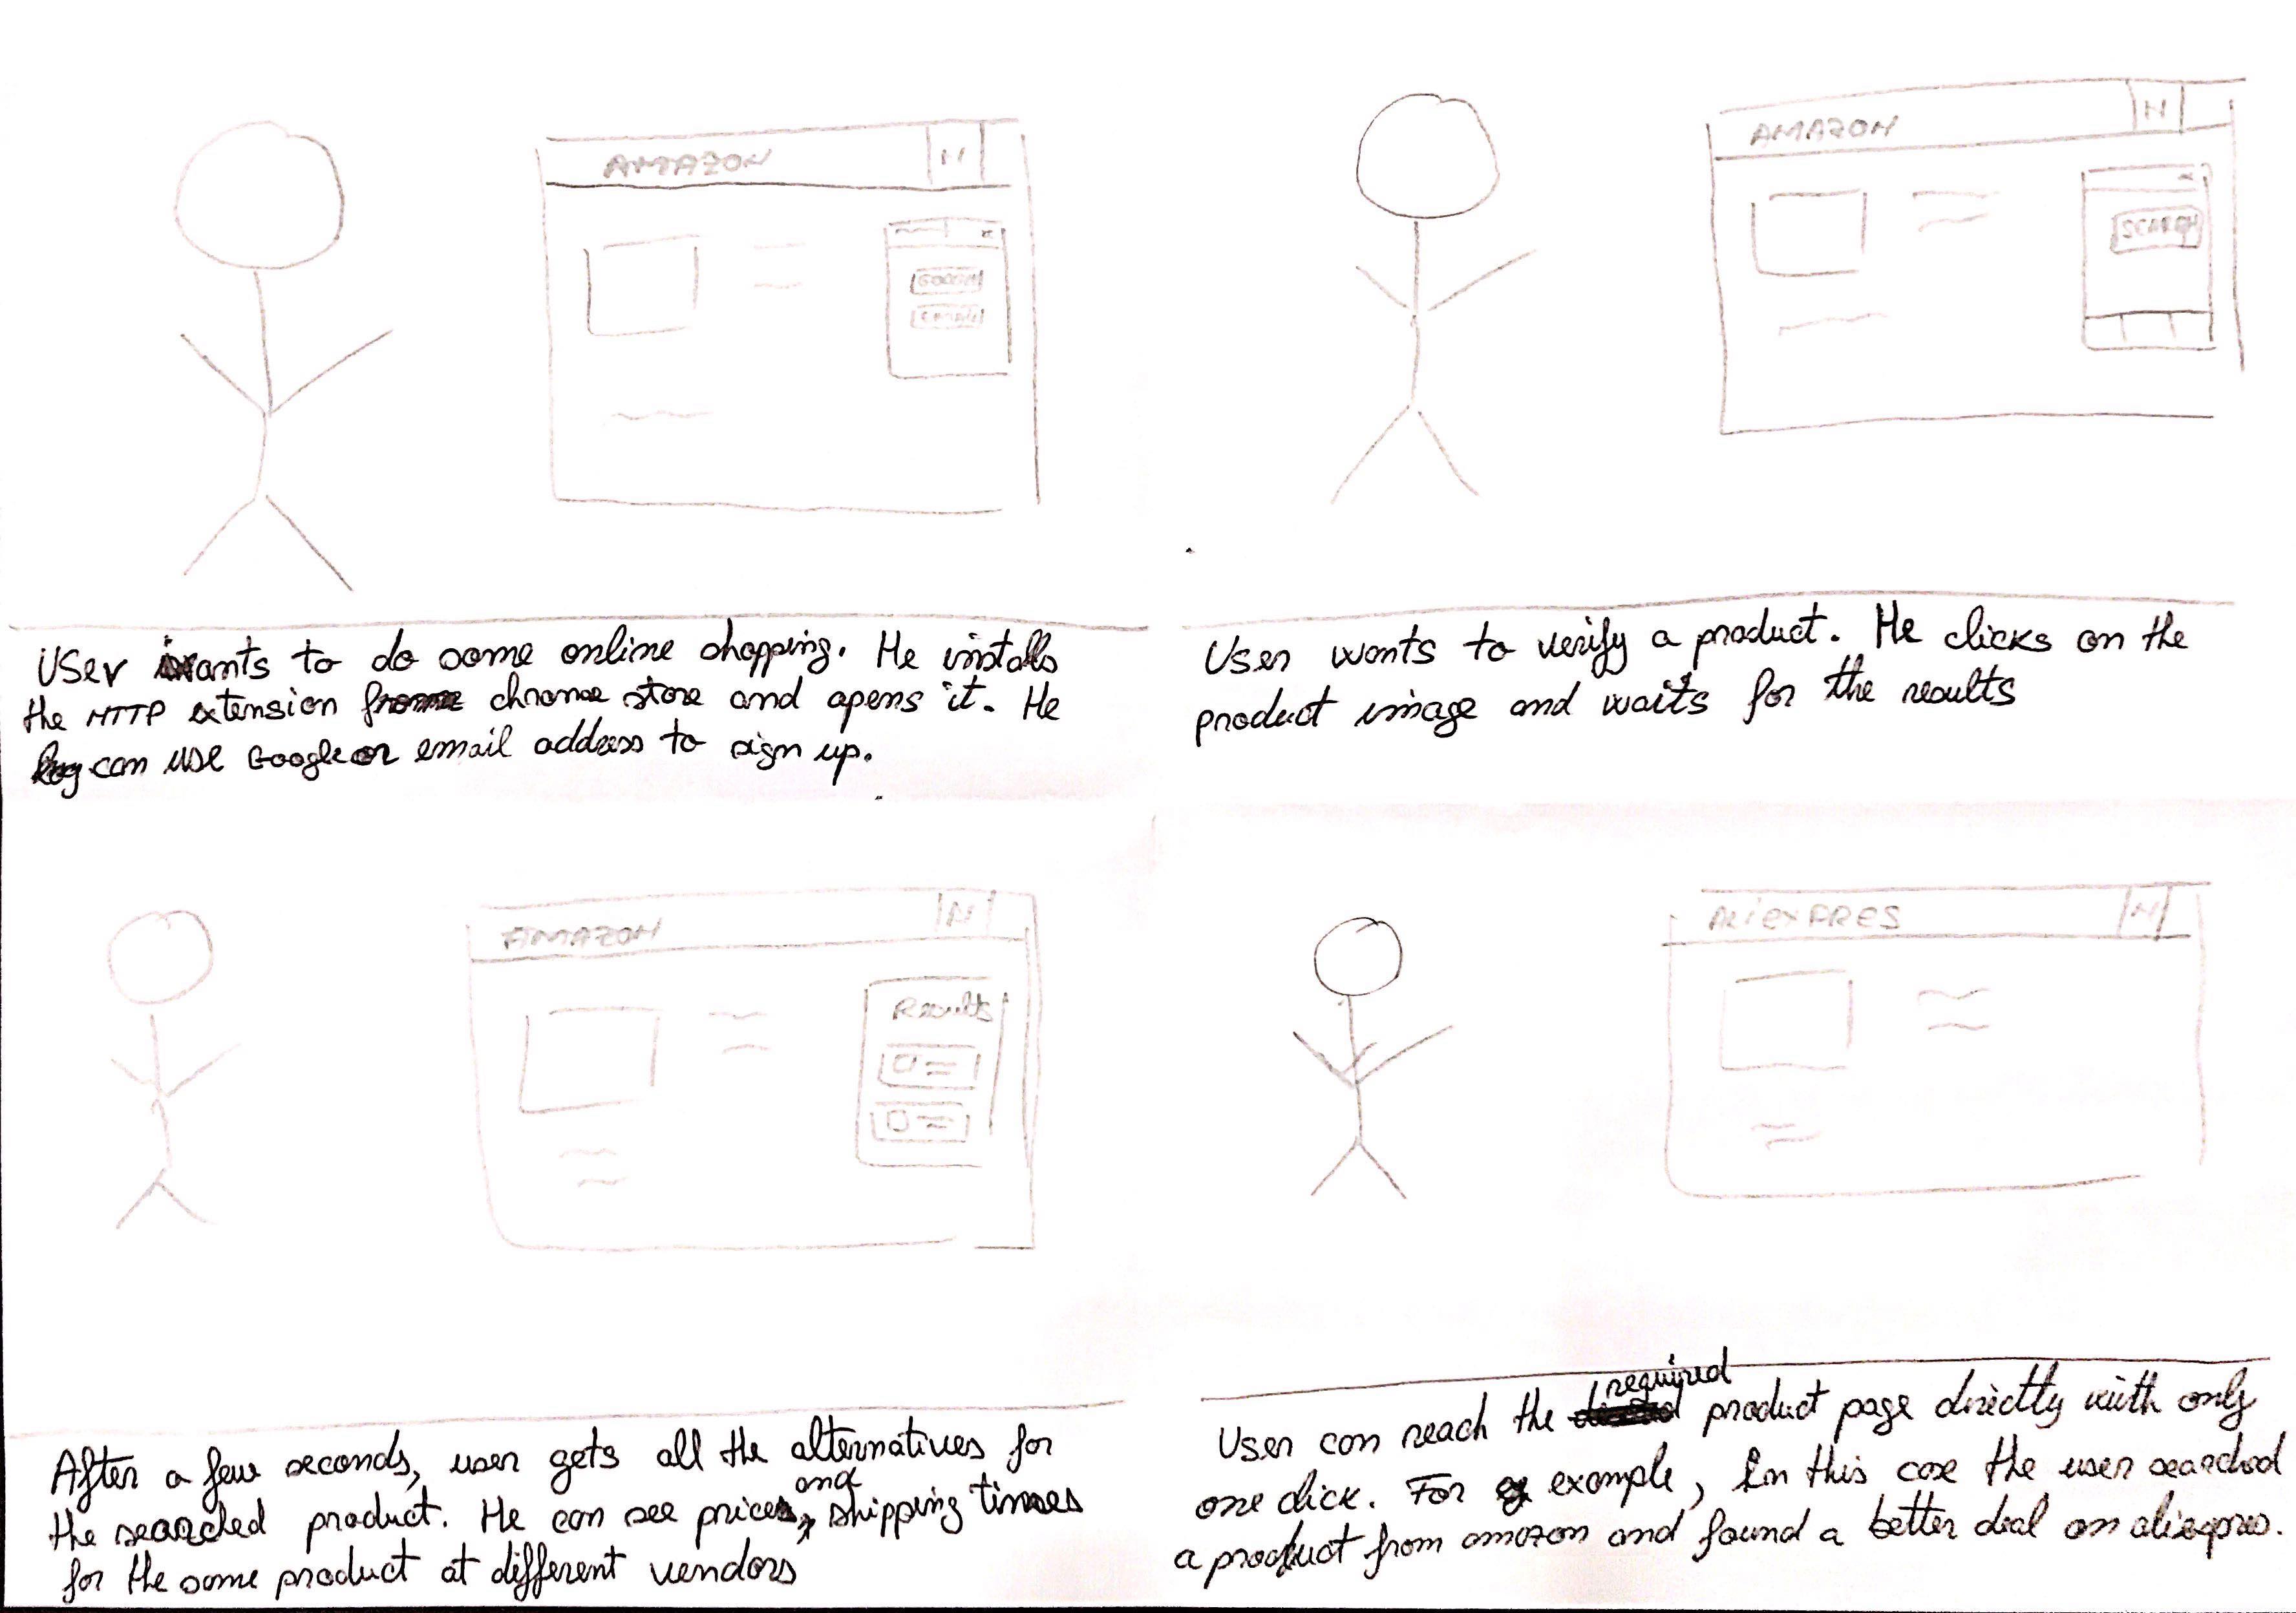 AMAZON H
GOOGLE
EMAIL
User wants to do some online shopping. He installs
the HTTP extension from chrome store and opens it. He
can use Google or email address to sign up.
AMAZON H
x
SEARCH
User wants to verify a product. He clicks on the
product image and waits for the results
AMAZON H
Results
After a few seconds, user gets all the alternatives for
the searched product. He can see prices and shipping times
for the same product at different vendors
ALiEXPRES H
User can reach the required product page directly with only
one click. For example, In this case the user searched
a product from amazon and found a better deal on aliexpres.